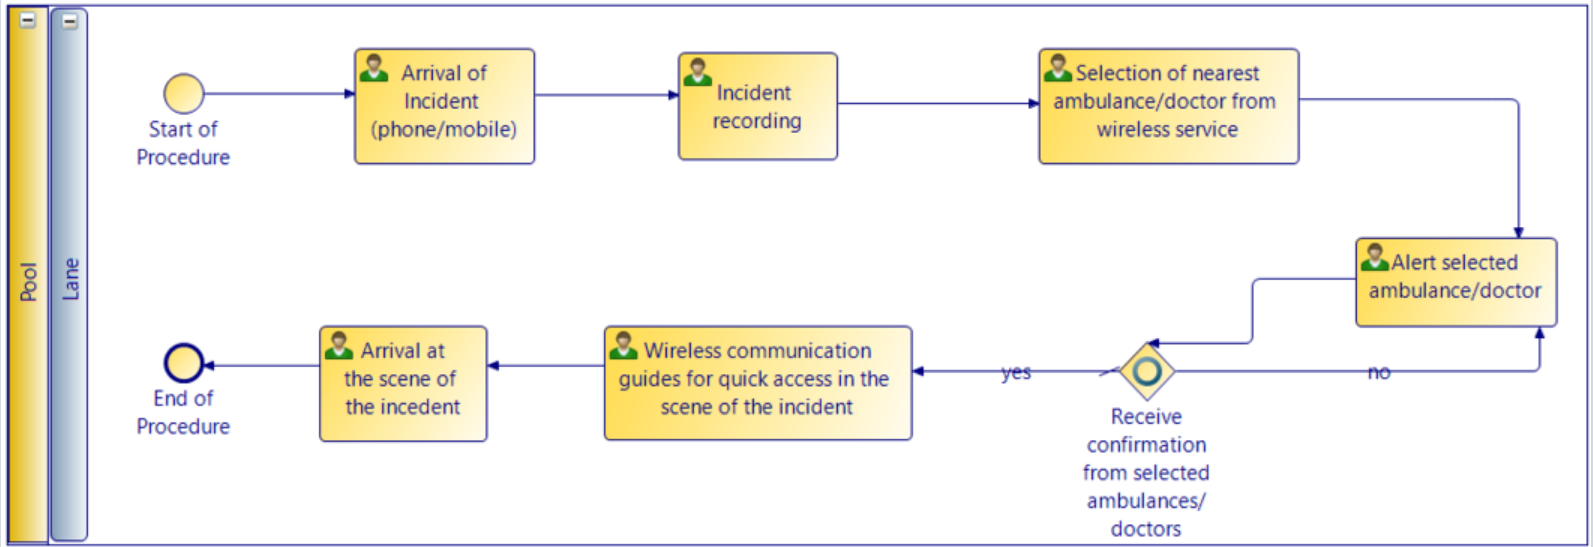 Pool
Lane
Start of
Procedure
Arrival of
Incident
(phone/mobile)
Incident
recording
Selection of nearest
ambulance/doctor from
wireless service
Alert selected
ambulance/doctor
no
Receive
confirmation
from selected
ambulances/
doctors
yes
Wireless communication
guides for quick access in the
scene of the incident
Arrival at
the scene of
the incedent
End of
Procedure